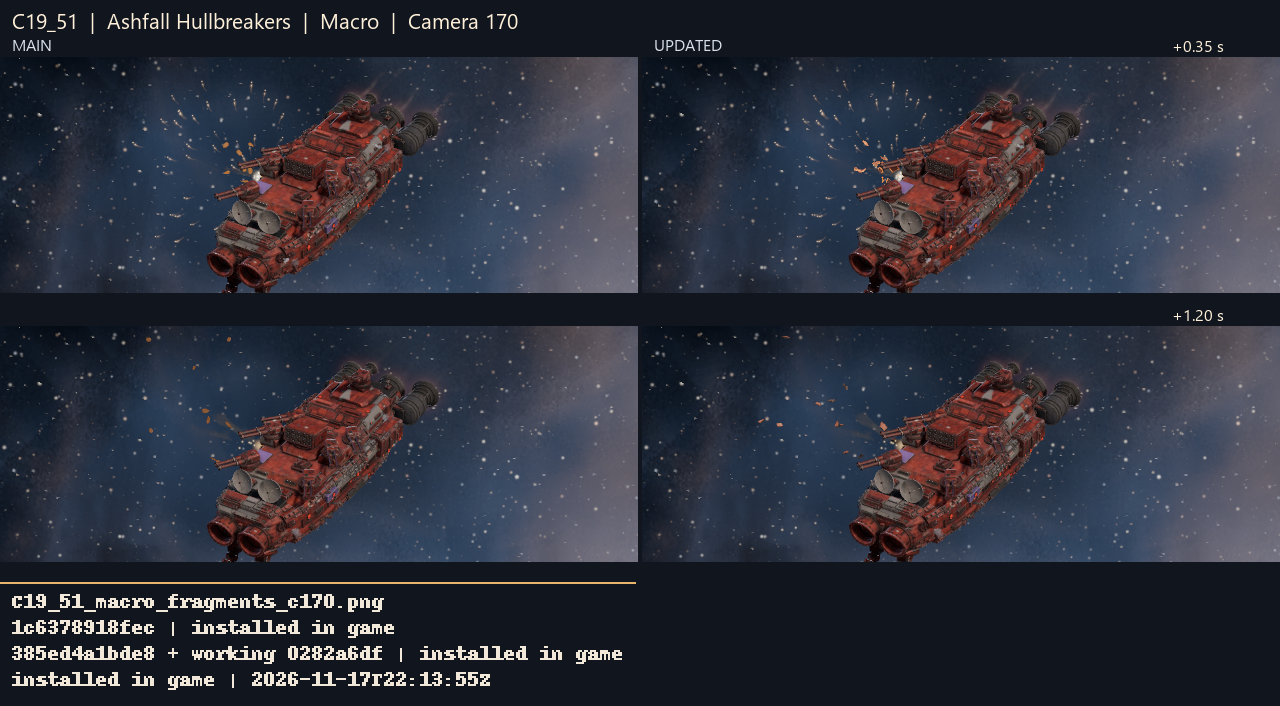 C19_51 | Ashfall Hullbreakers | Macro | Camera 170
MAIN
UPDATED
+0.35 s
+1.20 s
C19_51_macro_fragments_c170.png
1c6378918fec | installed in game
385ed4a1bde8 + working 0282a6df | installed in game
installed in game | 2026-11-17T22:13:55Z